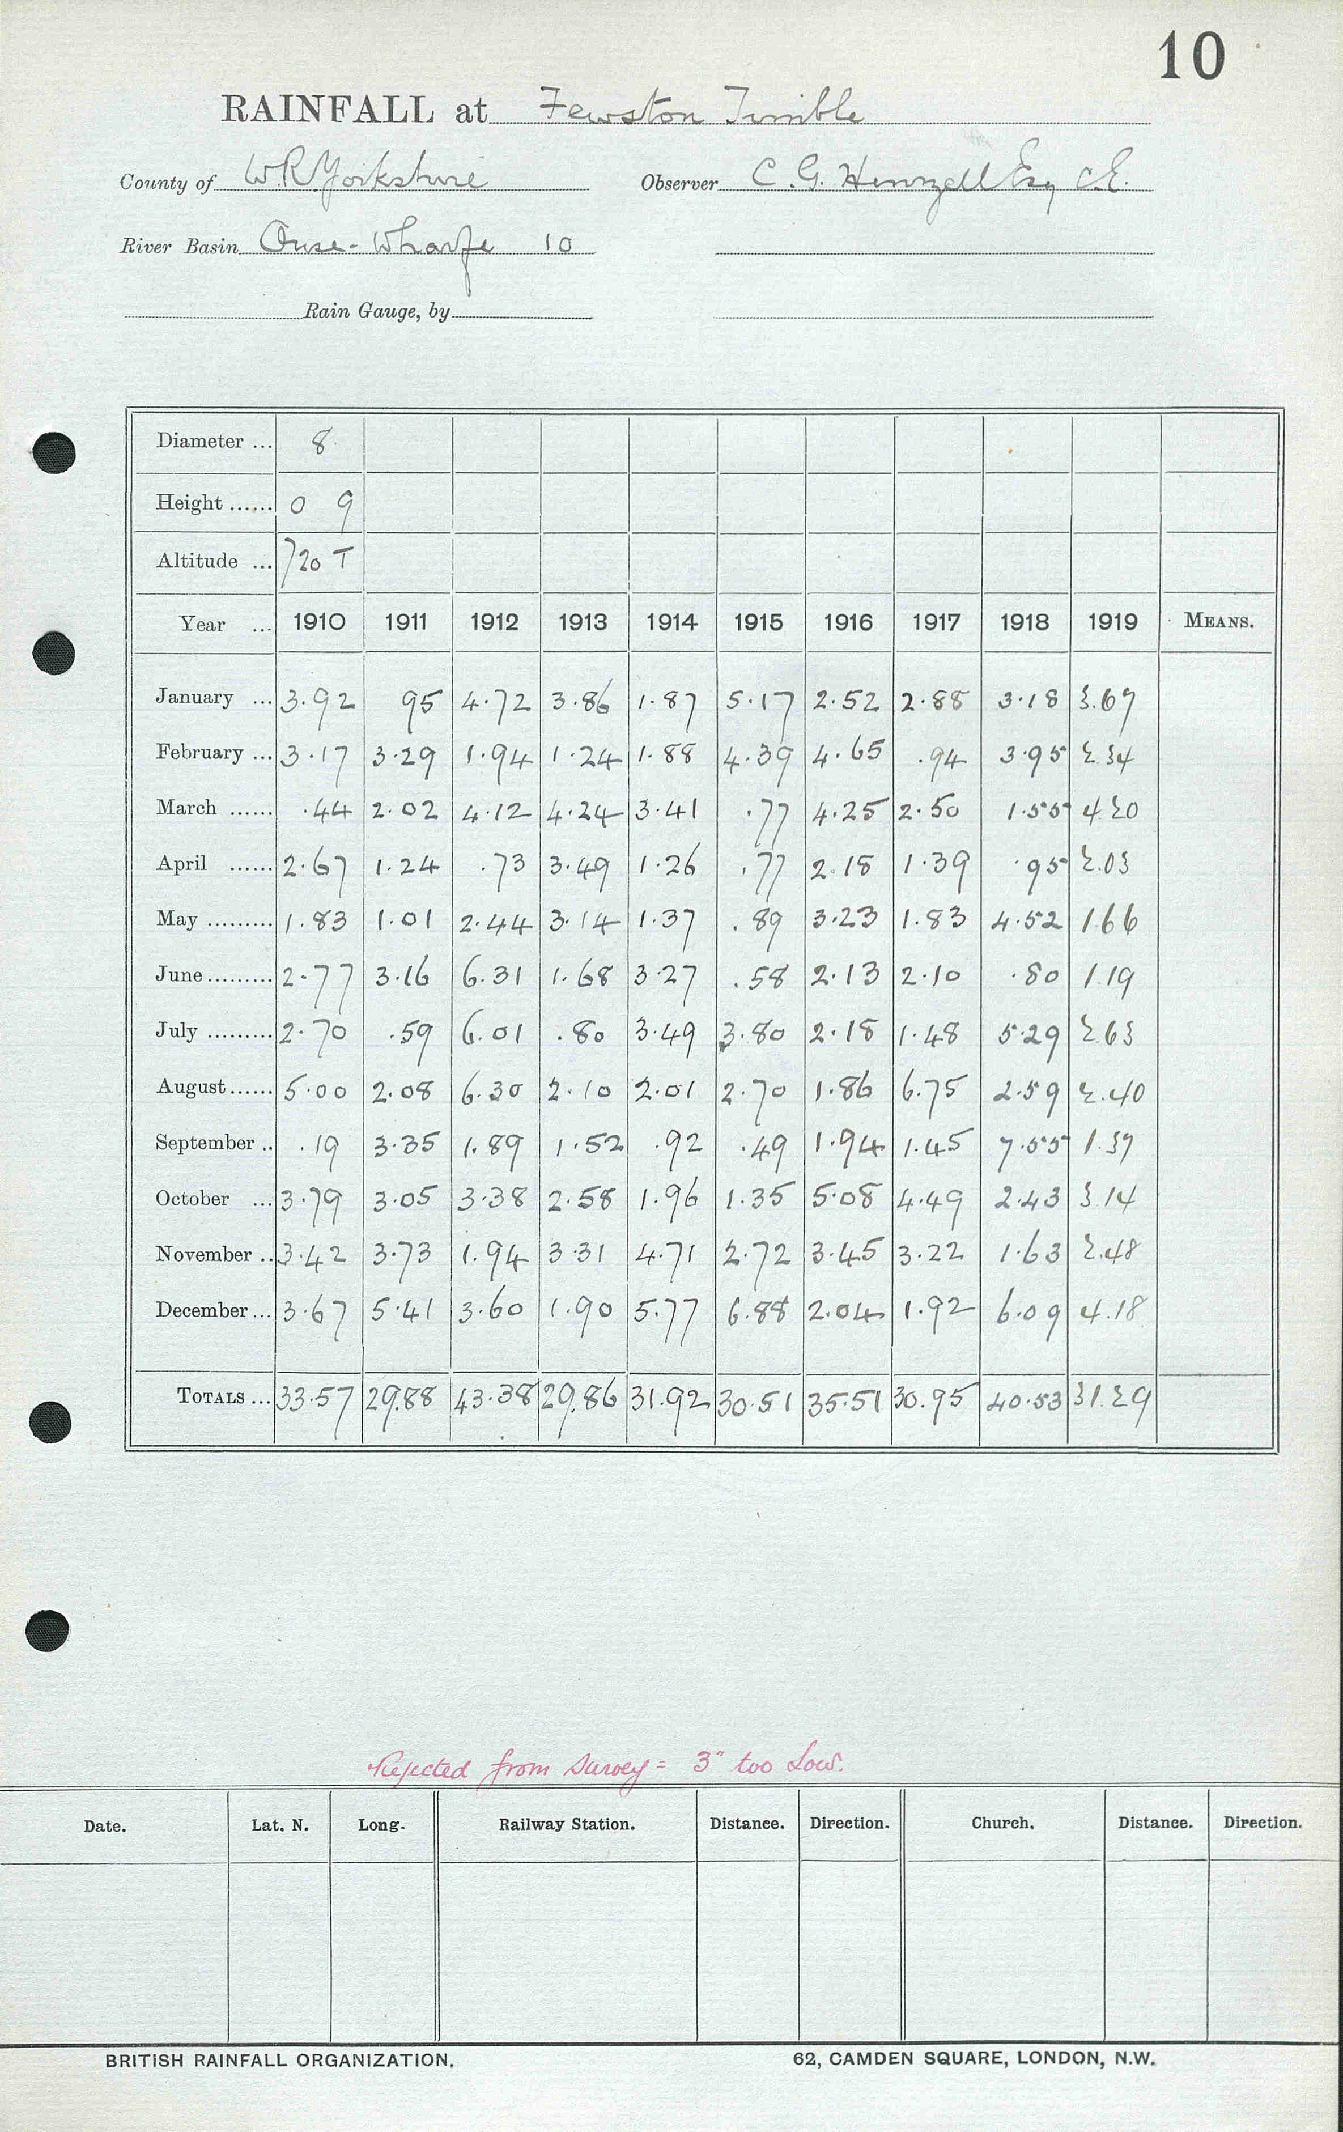 10
RAINFALL at Fewston Timble
County of W.R. Yorkshire Observer C. G. Henzell Esq C.E.
River Basin Ouse-Wharfe 10
Rain Gauge, by
Diameter ... 8
Height ...... 0 9
Altitude ... 720 T
Year ... 1910 1911 1912 1913 1914 1915 1916 1917 1918 1919 MEANS.
January ... 3.92 95 4.72 3.86 1.87 5.17 2.52 2.88 3.18 3.67
February ... 3.17 3.29 1.94 1.24 1.88 4.39 4.65 .94 3.95 2.34
March ...... .44 2.02 4.12 4.24 3.41 .77 4.25 2.50 1.55 4.20
April ...... 2.67 1.24 .73 3.49 1.26 .77 2.18 1.39 .95 2.03
May ......... 1.83 1.01 2.44 3.14 1.37 .89 3.23 1.83 4.52 1.66
June ......... 2.77 3.16 6.31 1.68 3.27 .58 2.13 2.10 .80 1.19
July ......... 2.70 .59 6.01 .80 3.49 3.80 2.18 1.48 5.29 2.63
August ...... 5.00 2.08 6.30 2.10 2.01 2.70 1.86 6.75 2.59 2.40
September .. .19 3.35 1.89 1.52 .92 .49 1.94 1.45 7.55 1.37
October ... 3.79 3.05 3.38 2.58 1.96 1.35 5.08 4.49 2.43 3.14
November .. 3.42 3.73 1.94 3.31 4.71 2.72 3.45 3.22 1.63 2.48
December ... 3.67 5.41 3.60 1.90 5.77 6.88 2.04 1.92 6.09 4.18
TOTALS ... 33.57 29.88 43.38 29.86 31.92 30.51 35.51 30.95 40.53 31.29
Rejected from Survey = 3" too Low.
Date. Lat. N. Long. Railway Station. Distance. Direction. Church. Distance. Direction.
BRITISH RAINFALL ORGANIZATION. 62, CAMDEN SQUARE, LONDON, N.W.